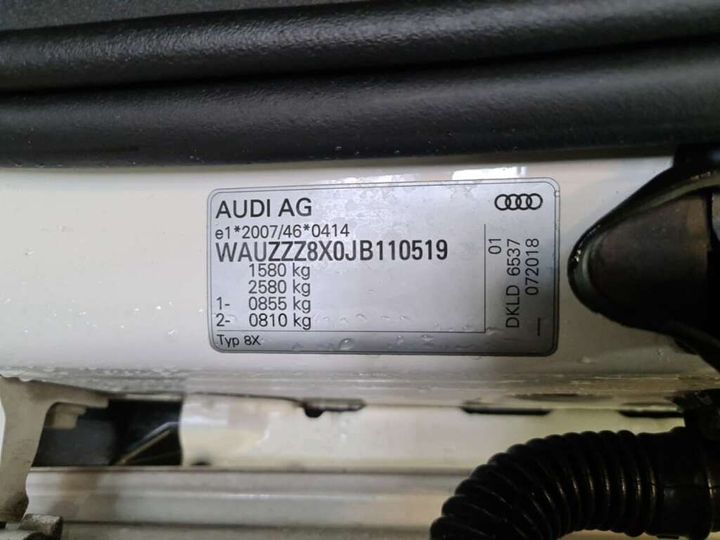 AUDI AG
e1*2007/46*0414
WAUZZZ8X0JB110519
1580 kg
2580 kg
1- 0855 kg
2- 0810 kg
Typ 8X
01
DKLD 6537
072018